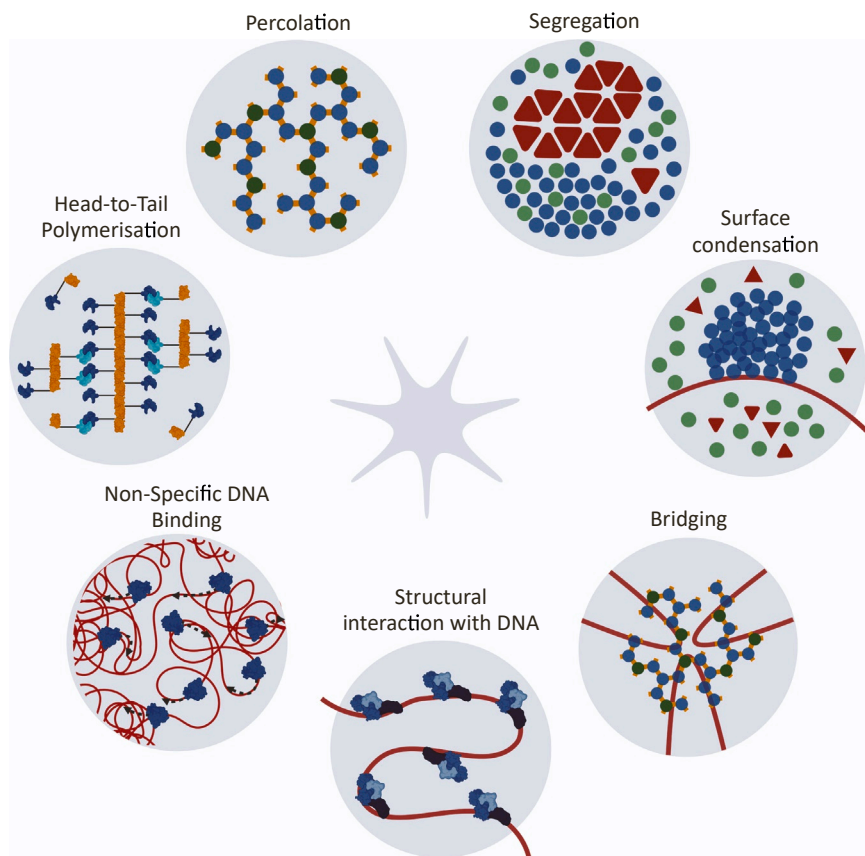 Percolation
Segregation
Head-to-Tail
Polymerisation
Surface
condensation
Non-Specific DNA
Binding
Bridging
Structural
interaction with DNA